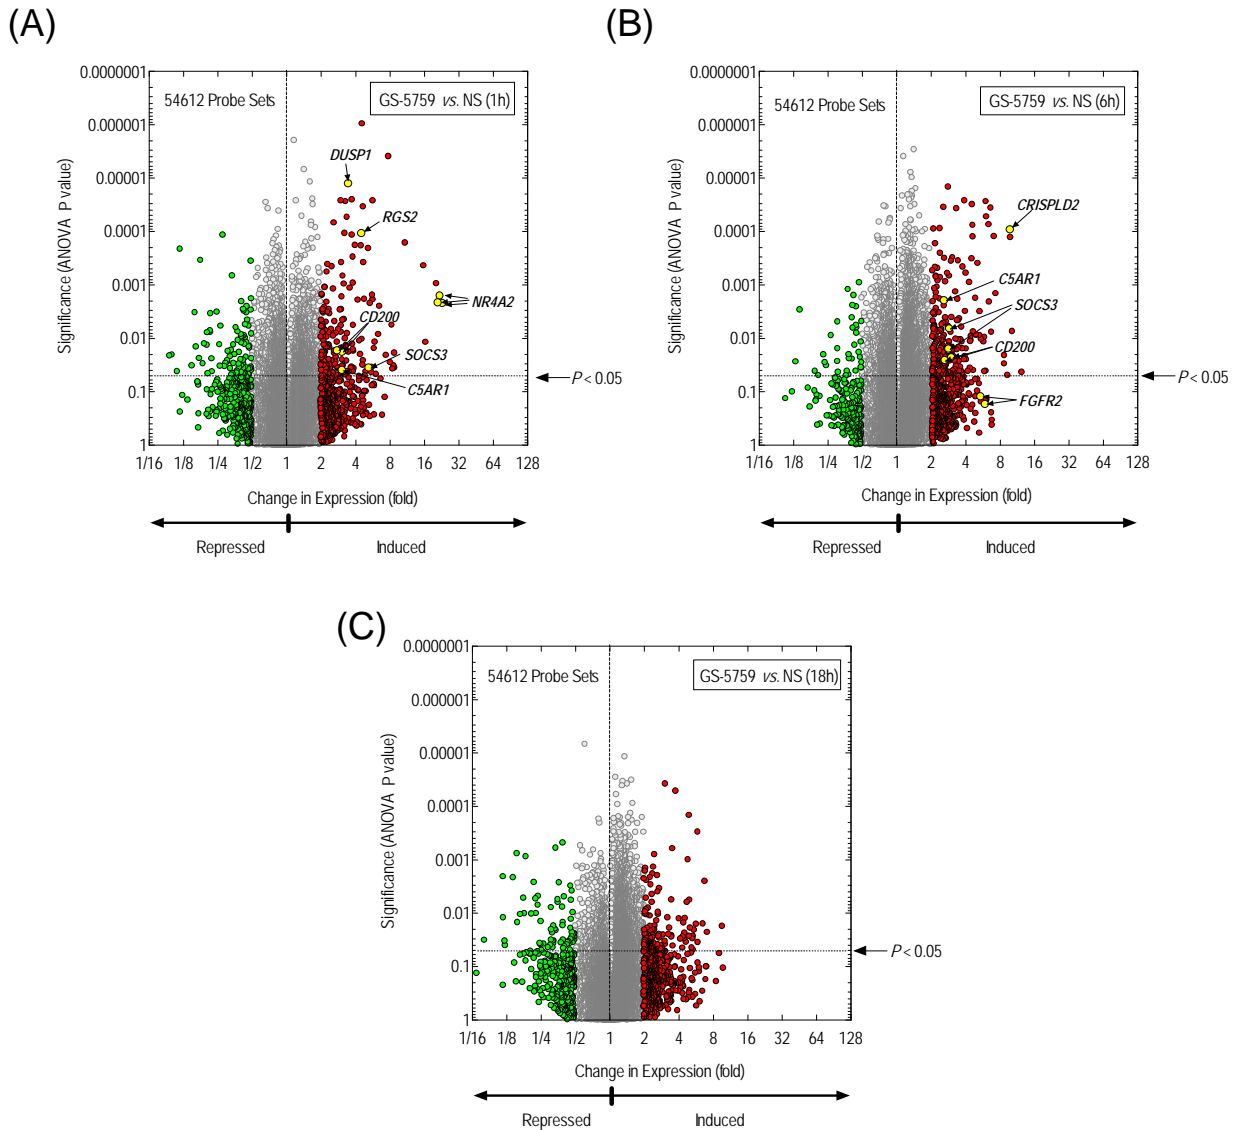 (A)
Significance (ANOVA P value)
0.0000001
0.000001
0.00001
0.0001
0.001
0.01
0.1
1
54612 Probe Sets
GS-5759 vs. NS (1h)
DUSP1
RGS2
NR4A2
CD200
SOCS3
C5AR1
P < 0.05
1/16 1/8 1/4 1/2 1 2 4 8 16 32 64 128
Change in Expression (fold)
Repressed Induced
(B)
Significance (ANOVA P value)
0.0000001
0.000001
0.00001
0.0001
0.001
0.01
0.1
1
54612 Probe Sets
GS-5759 vs. NS (6h)
CRISPLD2
C5AR1
SOCS3
CD200
FGFR2
P < 0.05
1/16 1/8 1/4 1/2 1 2 4 8 16 32 64 128
Change in Expression (fold)
Repressed Induced
(C)
Significance (ANOVA P value)
0.0000001
0.000001
0.00001
0.0001
0.001
0.01
0.1
1
54612 Probe Sets
GS-5759 vs. NS (18h)
P < 0.05
1/16 1/8 1/4 1/2 1 2 4 8 16 32 64 128
Change in Expression (fold)
Repressed Induced